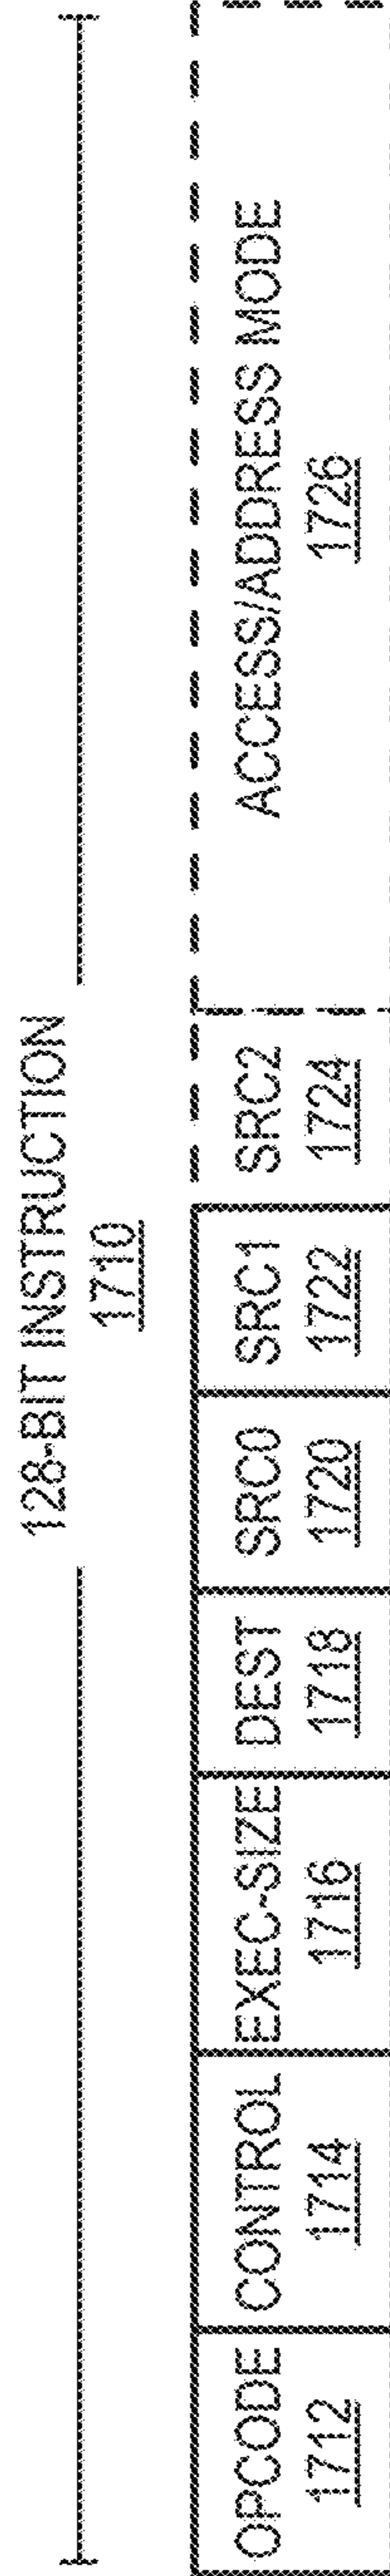 128-BIT INSTRUCTION
1710
OPCODE
1712
CONTROL
1714
EXEC-SIZE
1716
DEST
1718
SRC0
1720
SRC1
1722
SRC2
1724
ACCESS/ADDRESS MODE
1726